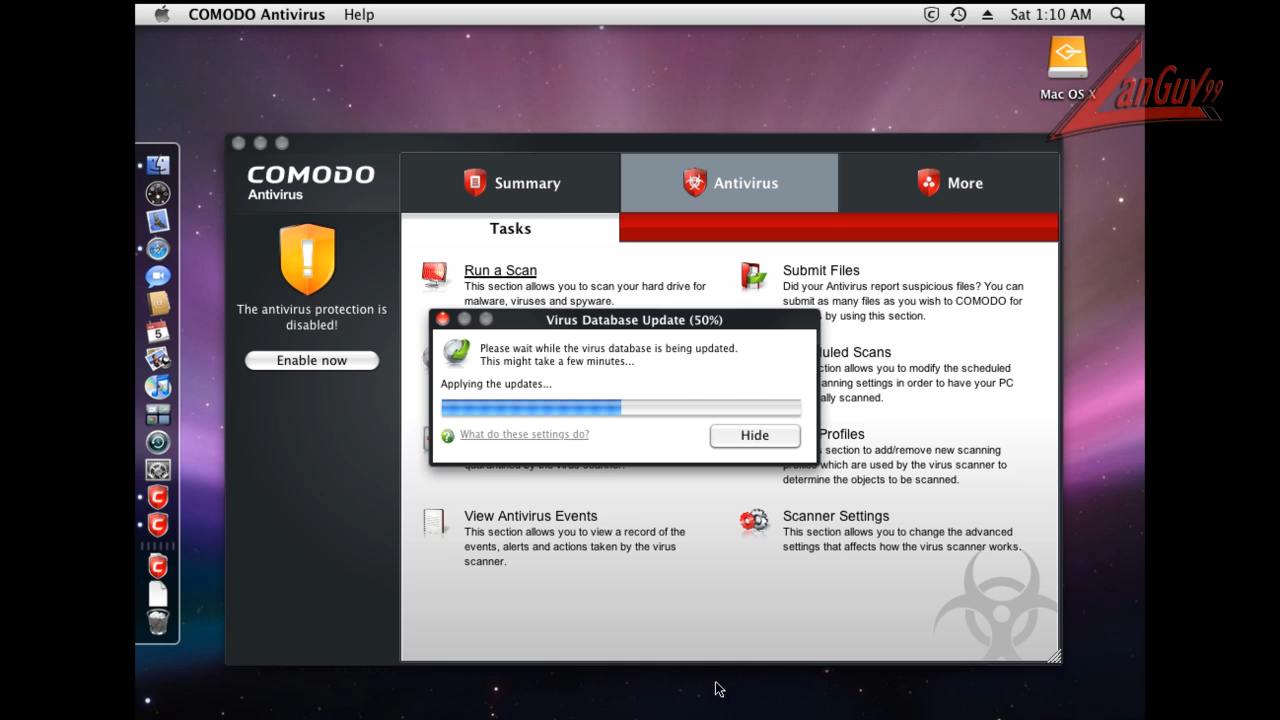 COMODO Antivirus Help
Sat 1:10 AM
Mac OS X
LanGuy99
COMODO
Antivirus
Summary
Antivirus
More
The antivirus protection is
disabled!
Enable now
Tasks
Run a Scan
This section allows you to scan your hard drive for
malware, viruses and spyware.
Submit Files
Did your Antivirus report suspicious files? You can
submit as many files as you wish to COMODO for
by using this section.
Virus Database Update (50%)
Please wait while the virus database is being updated.
This might take a few minutes...
Applying the updates...
What do these settings do?
Hide
uled Scans
ction allows you to modify the scheduled
anning settings in order to have your PC
ally scanned.
Profiles
section to add/remove new scanning
profiles which are used by the virus scanner to
determine the objects to be scanned.
quarantined by the virus scanner.
View Antivirus Events
This section allows you to view a record of the
events, alerts and actions taken by the virus
scanner.
Scanner Settings
This section allows you to change the advanced
settings that affects how the virus scanner works.
5